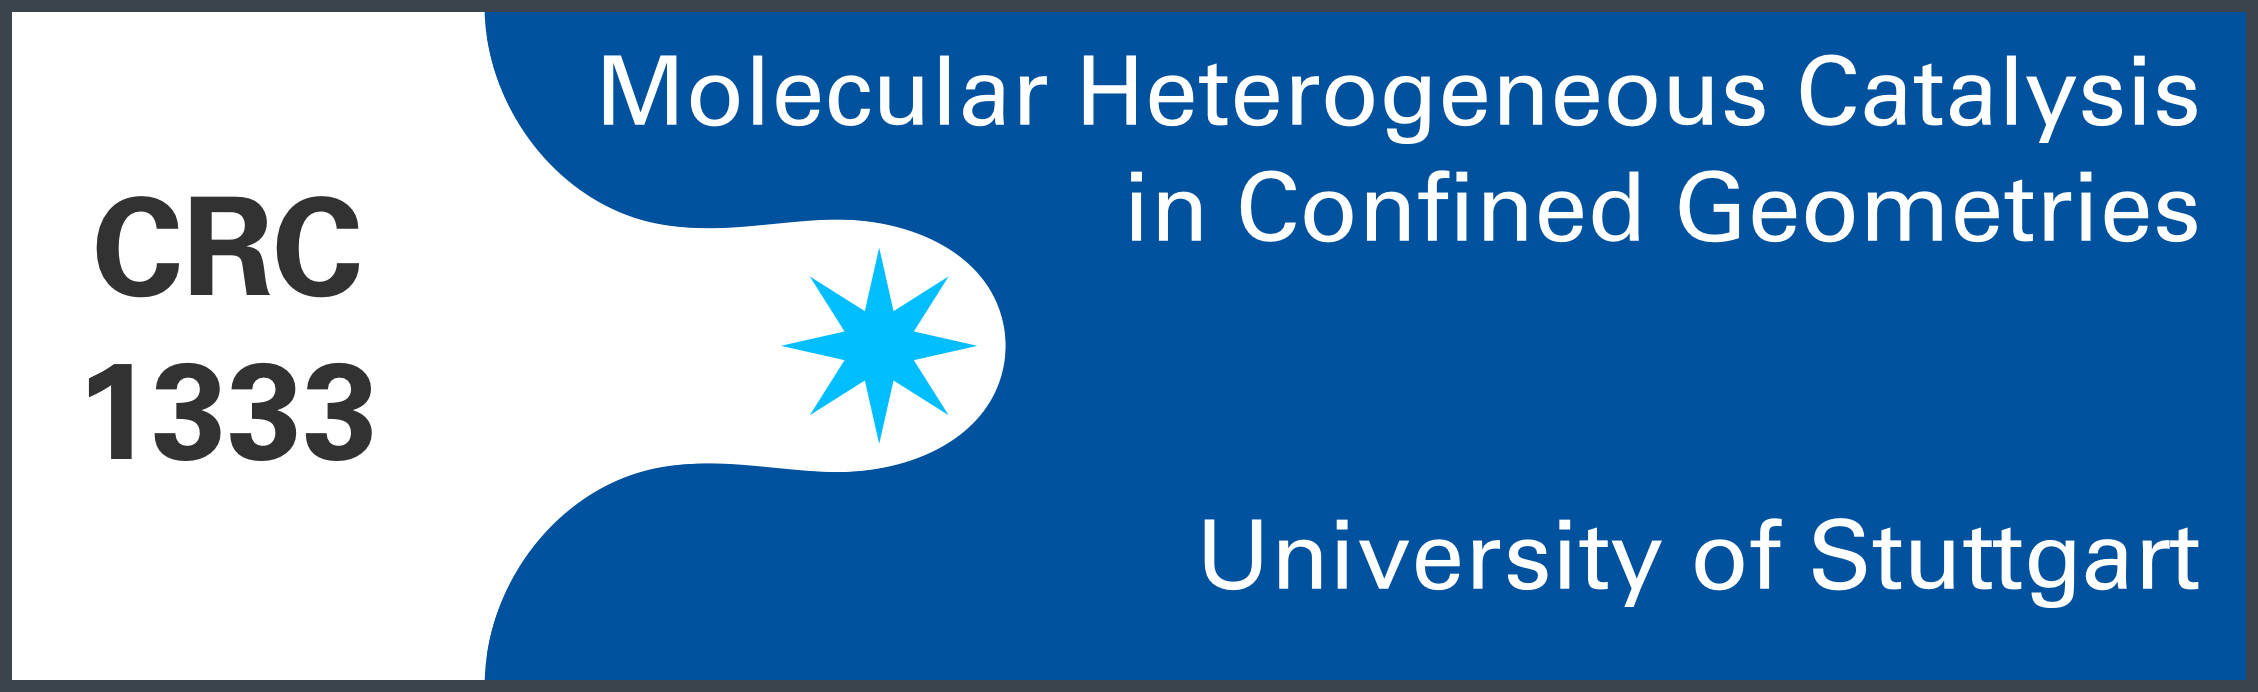 CRC
1333
Molecular Heterogeneous Catalysis
in Confined Geometries
University of Stuttgart